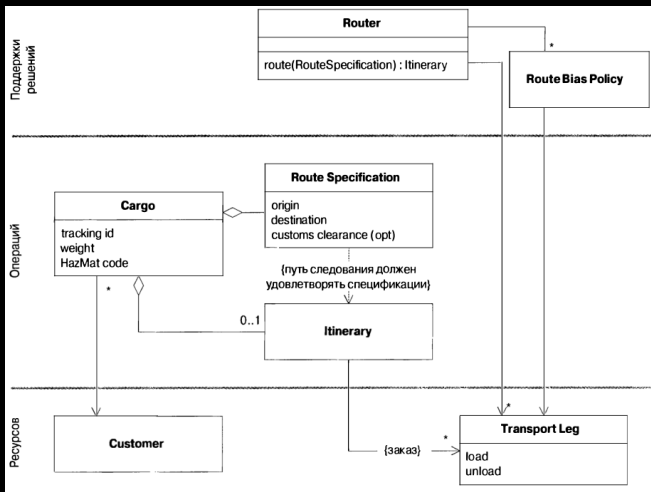 Поддержки
решений
Router
route(RouteSpecification) : Itinerary
*
Route Bias Policy
Операций
Cargo
tracking id
weight
HazMat code
Route Specification
origin
destination
customs clearance (opt)
{путь следования должен
удовлетворять спецификации}
*
0..1
Itinerary
Ресурсов
Customer
{заказ}
*
*
Transport Leg
load
unload